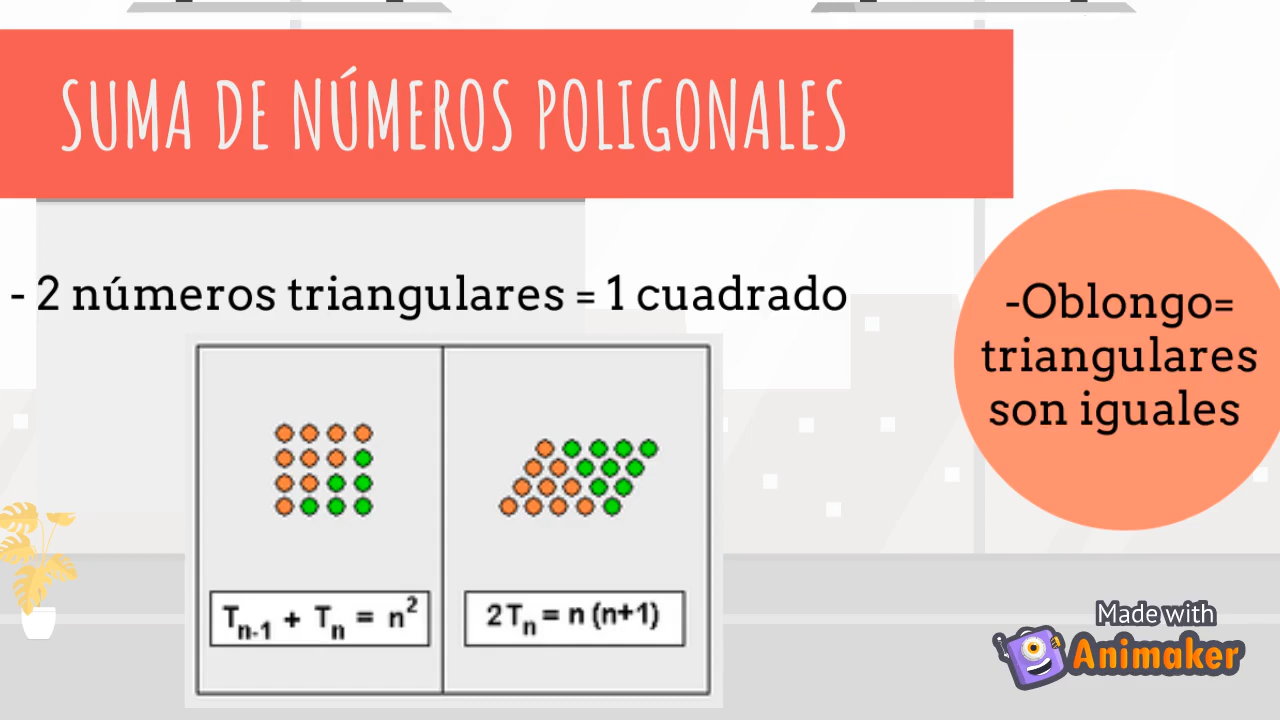 SUMA DE NÚMEROS POLIGONALES
- 2 números triangulares = 1 cuadrado
-Oblongo=
triangulares
son iguales
Tn-1 + Tn = n²
2Tn = n (n+1)
Made with
Animaker